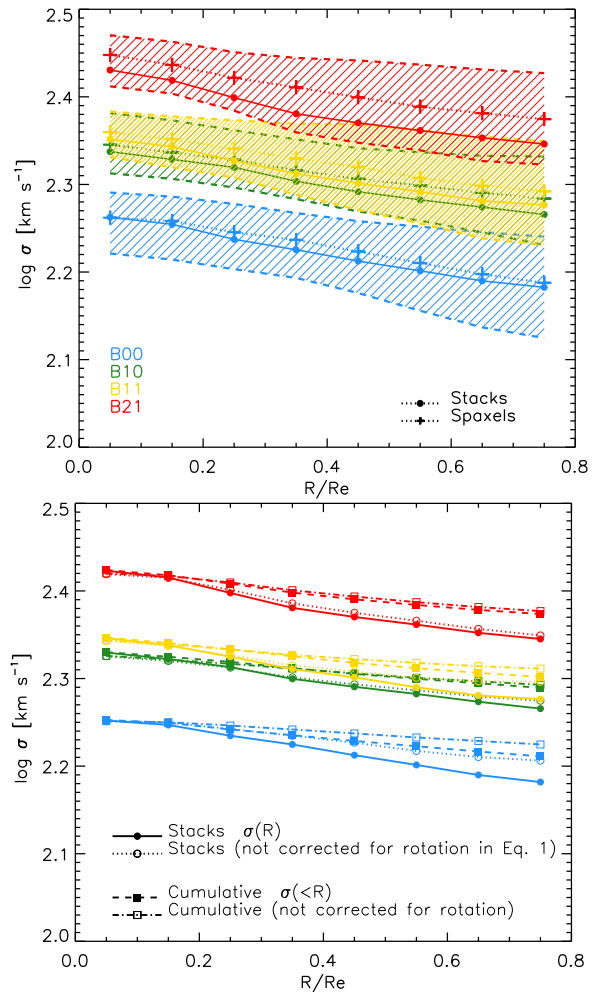 2.5
2.4
2.3
2.2
2.1
2.0
log σ [km s⁻¹]
B00
B10
B11
B21
Stacks
Spaxels
0.0 0.2 0.4 0.6 0.8
R/Re
2.5
2.4
2.3
2.2
2.1
2.0
log σ [km s⁻¹]
Stacks σ(R)
Stacks (not corrected for rotation in Eq. 1)
Cumulative σ(<R)
Cumulative (not corrected for rotation)
0.0 0.2 0.4 0.6 0.8
R/Re